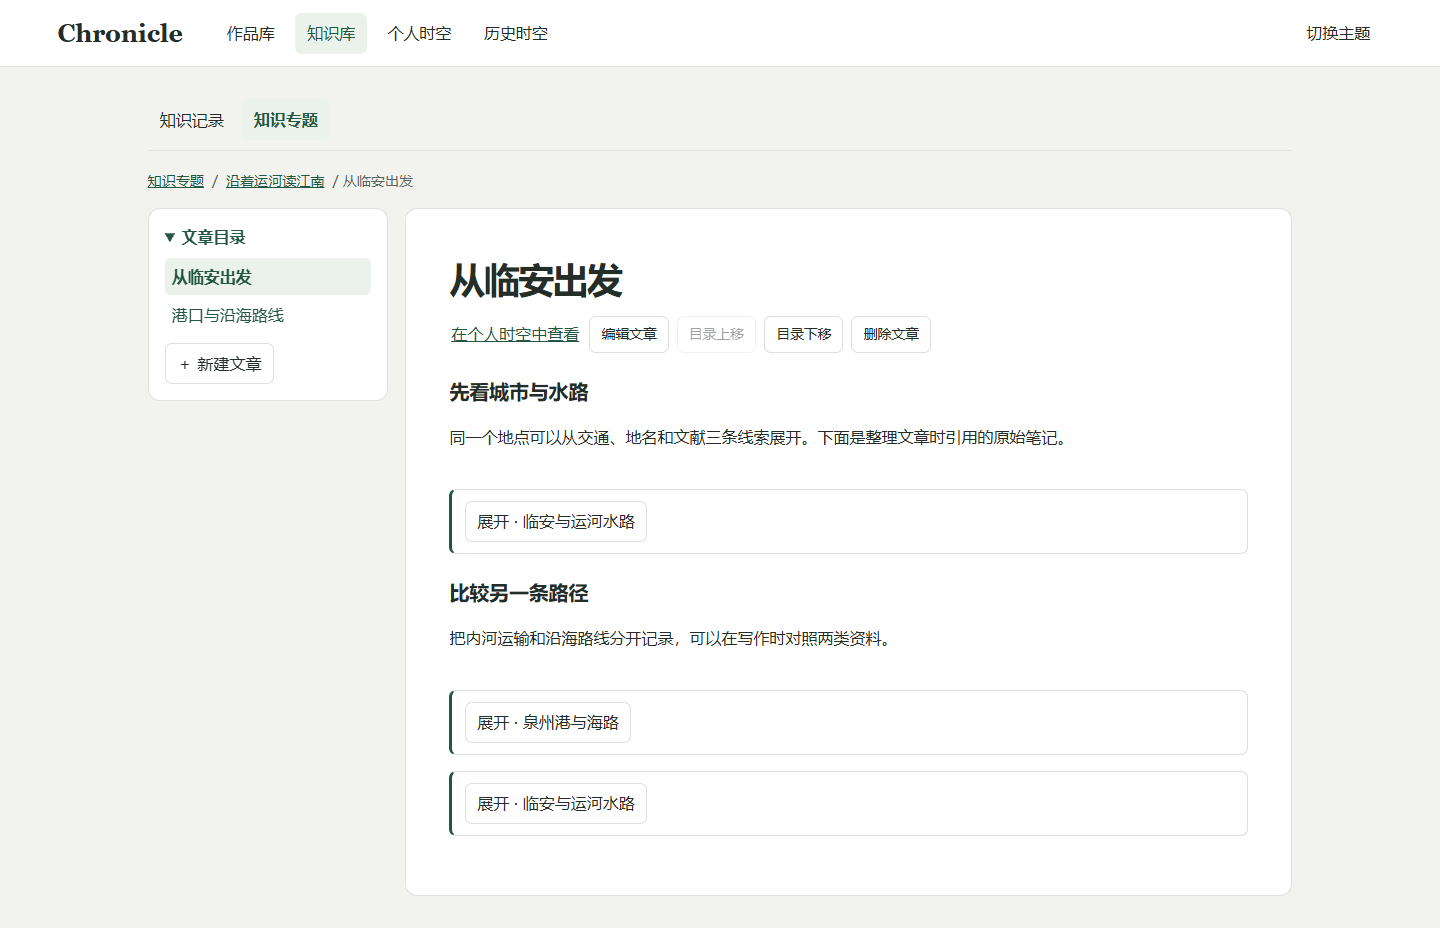 Chronicle 作品库 知识库 个人时空 历史时空 切换主题
知识记录 知识专题
知识专题 / 沿着运河读江南 / 从临安出发
▼ 文章目录
从临安出发
港口与沿海路线
+ 新建文章
从临安出发
在个人时空中查看 编辑文章 目录上移 目录下移 删除文章
先看城市与水路
同一个地点可以从交通、地名和文献三条线索展开。下面是整理文章时引用的原始笔记。
展开 · 临安与运河水路
比较另一条路径
把内河运输和沿海路线分开记录，可以在写作时对照两类资料。
展开 · 泉州港与海路
展开 · 临安与运河水路